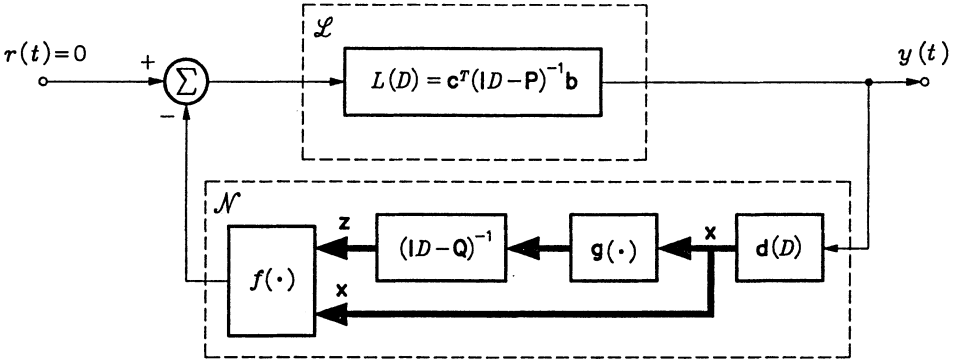 ℒ
r(t)=0
+
Σ
−
L(D) = c^T(ID−P)^{-1}b
y(t)
𝒩
z
(ID−Q)^{-1}
g(·)
x
d(D)
f(·)
x